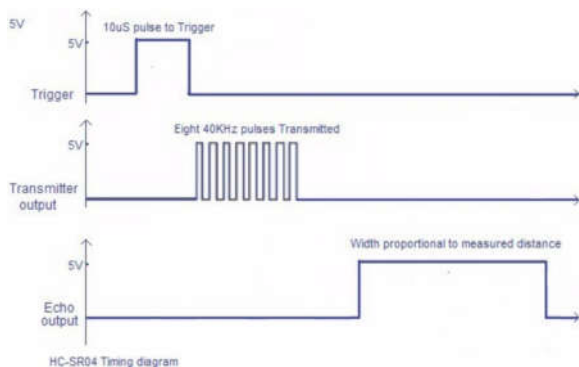 5V
10uS pulse to Trigger
5V
Trigger
Eight 40KHz pulses Transmitted
5V
Transmitter
output
Width proportional to measured distance
5V
Echo
output
HC-SR04 Timing diagram